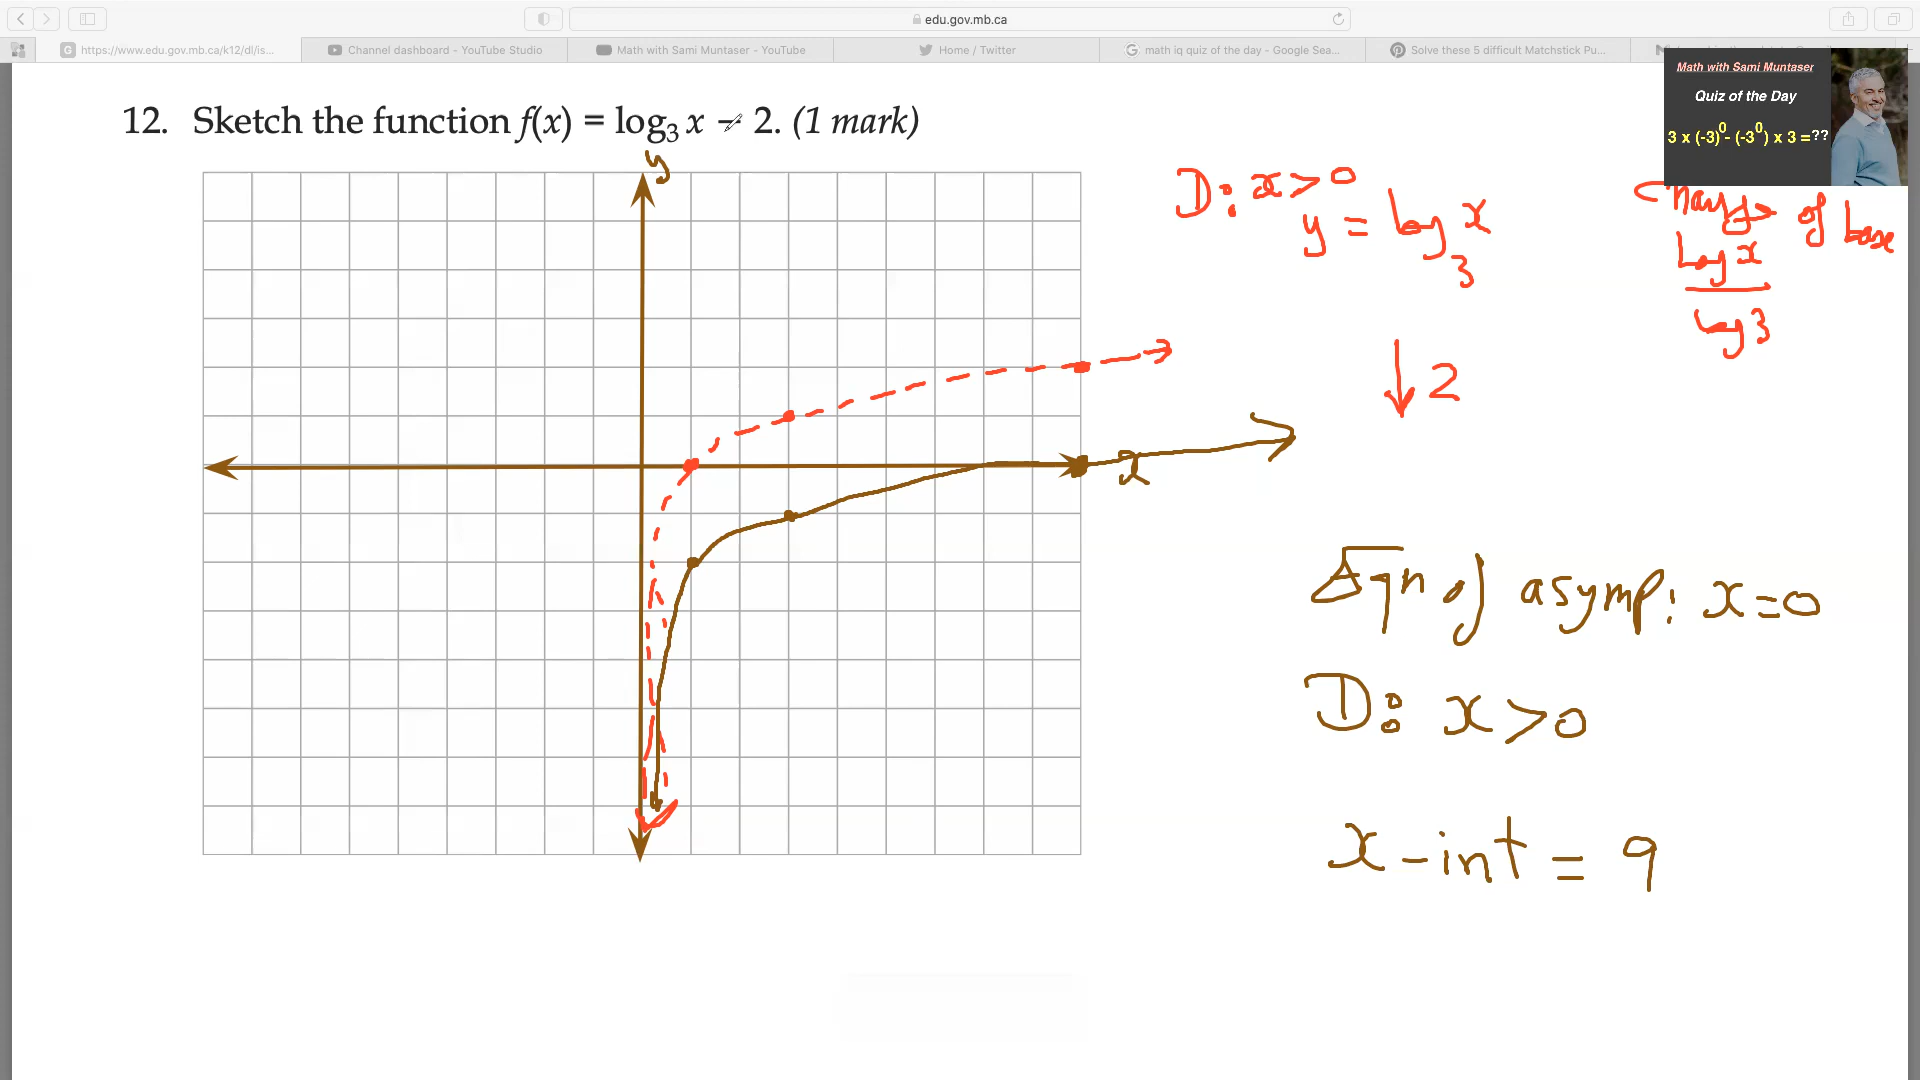 edu.gov.mb.ca
https://www.edu.gov.mb.ca/k12/dl/is...
Channel dashboard - YouTube Studio
Math with Sami Muntaser - YouTube
Home / Twitter
math iq quiz of the day - Google Sea...
Solve these 5 difficult Matchstick Pu...
Math with Sami Muntaser
Quiz of the Day
3 x (-3)⁰- (-3⁰) x 3 =??
12. Sketch the function f(x) = log₃ x – 2. (1 mark)
y
D: x>0
y = log₃ x
of base
log x
log 3
↓ 2
x
Eqn of asymp: x=0
D: x>0
x-int = 9